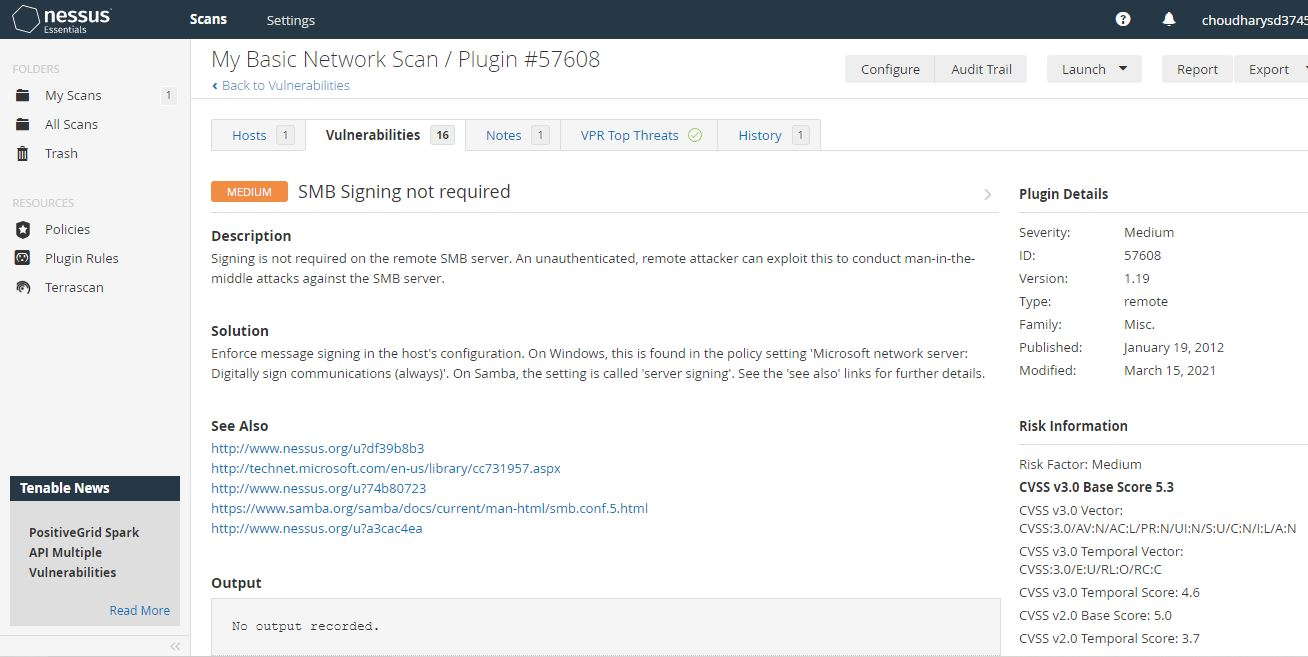 nessus
Essentials
Scans
Settings
choudharysd3745
FOLDERS
My Scans 1
All Scans
Trash
RESOURCES
Policies
Plugin Rules
Terrascan
Tenable News
PositiveGrid Spark
API Multiple
Vulnerabilities
Read More
My Basic Network Scan / Plugin #57608
Back to Vulnerabilities
Configure
Audit Trail
Launch
Report
Export
Hosts 1
Vulnerabilities 16
Notes 1
VPR Top Threats
History 1
MEDIUM SMB Signing not required
Description
Signing is not required on the remote SMB server. An unauthenticated, remote attacker can exploit this to conduct man-in-the-
middle attacks against the SMB server.
Solution
Enforce message signing in the host's configuration. On Windows, this is found in the policy setting 'Microsoft network server:
Digitally sign communications (always)'. On Samba, the setting is called 'server signing'. See the 'see also' links for further details.
See Also
http://www.nessus.org/u?df39b8b3
http://technet.microsoft.com/en-us/library/cc731957.aspx
http://www.nessus.org/u?74b80723
https://www.samba.org/samba/docs/current/man-html/smb.conf.5.html
http://www.nessus.org/u?a3cac4ea
Output
No output recorded.
Plugin Details
Severity: Medium
ID: 57608
Version: 1.19
Type: remote
Family: Misc.
Published: January 19, 2012
Modified: March 15, 2021
Risk Information
Risk Factor: Medium
CVSS v3.0 Base Score 5.3
CVSS v3.0 Vector:
CVSS:3.0/AV:N/AC:L/PR:N/UI:N/S:U/C:N/I:L/A:N
CVSS v3.0 Temporal Vector:
CVSS:3.0/E:U/RL:O/RC:C
CVSS v3.0 Temporal Score: 4.6
CVSS v2.0 Base Score: 5.0
CVSS v2.0 Temporal Score: 3.7